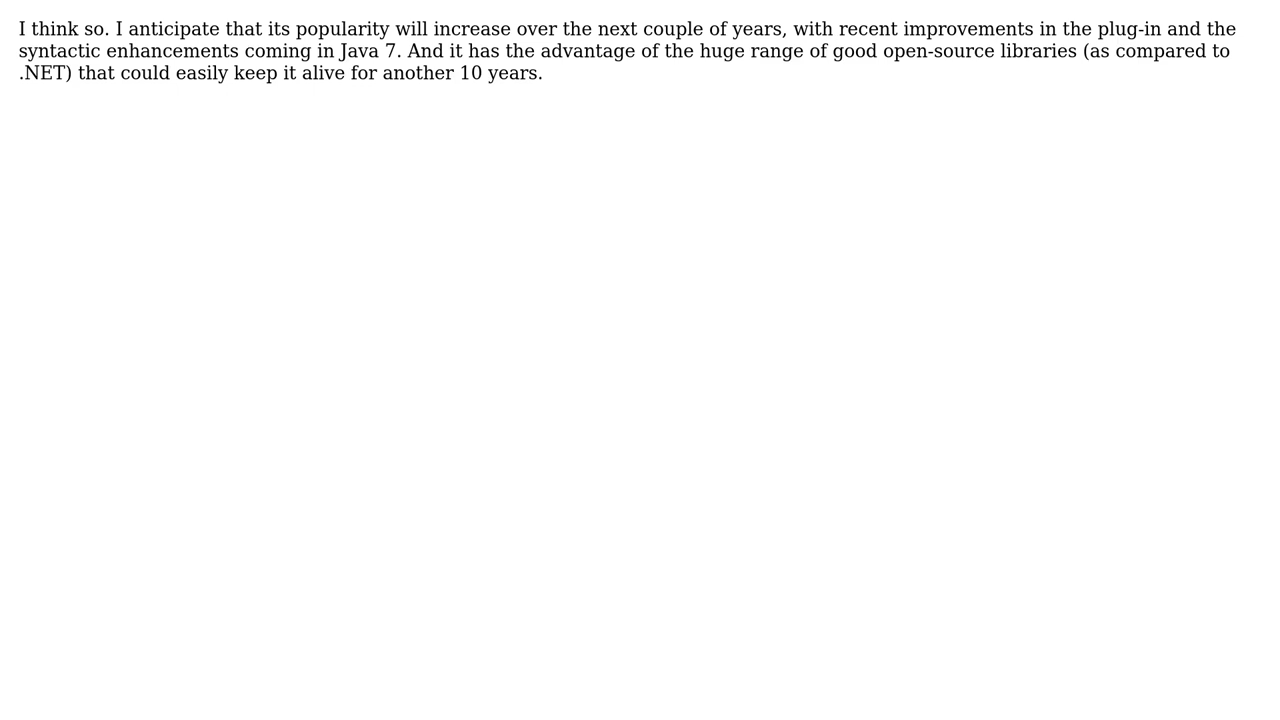 I think so. I anticipate that its popularity will increase over the next couple of years, with recent improvements in the plug-in and the
syntactic enhancements coming in Java 7. And it has the advantage of the huge range of good open-source libraries (as compared to
.NET) that could easily keep it alive for another 10 years.